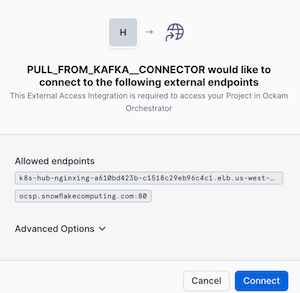 H
PULL_FROM_KAFKA__CONNECTOR would like to
connect to the following external endpoints
This External Access Integration is required to access your Project in Ockam
Orchestrator
Allowed endpoints
k8s-hub-nginxing-a610bd423b-c1518c29eb96c4c1.elb.us-west-…
ocsp.snowflakecomputing.com:80
Advanced Options
Cancel
Connect